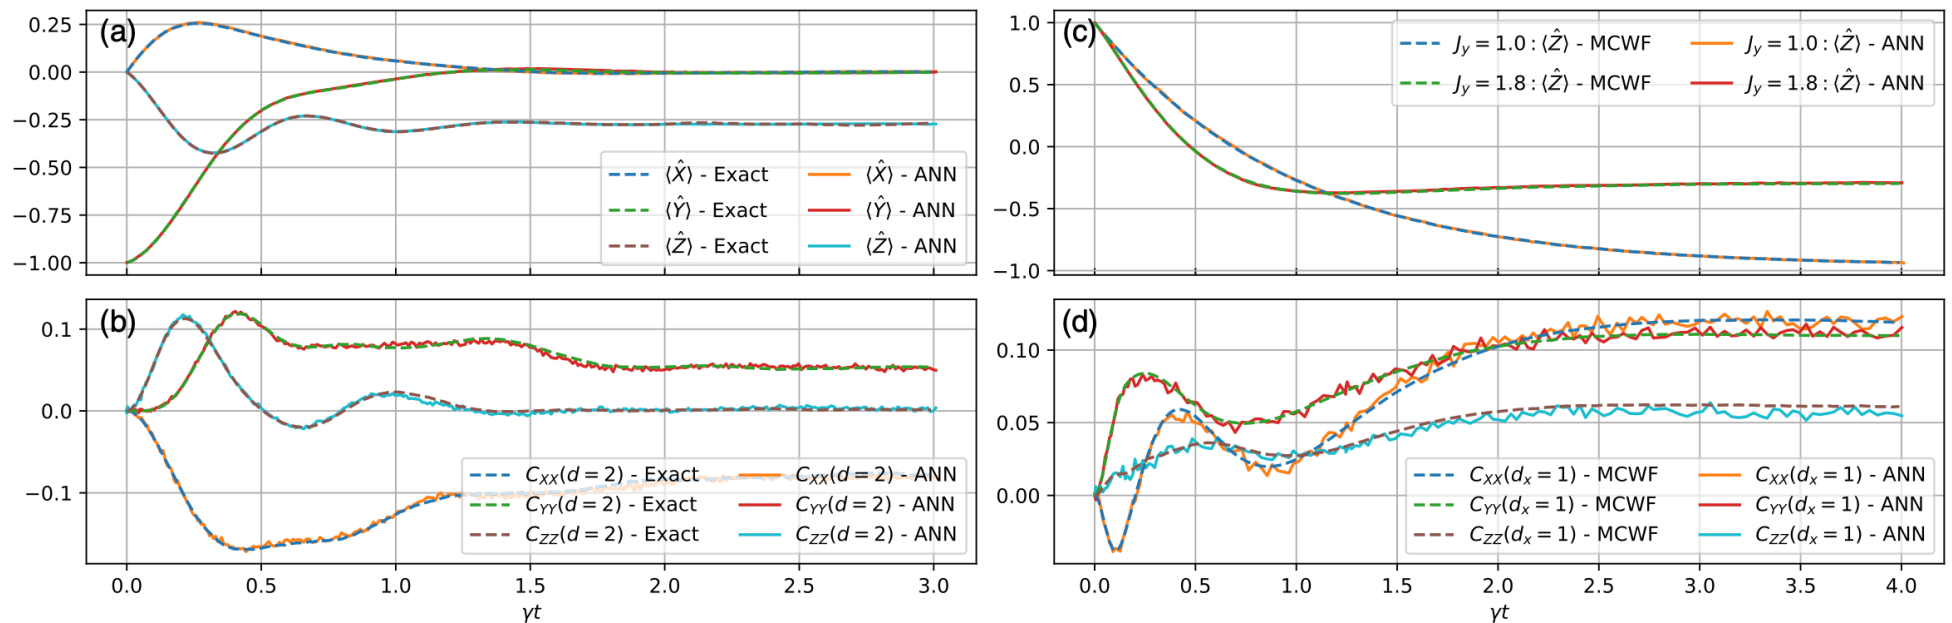 (a)
0.25
0.00
−0.25
−0.50
−0.75
−1.00
⟨X̂⟩ - Exact
⟨X̂⟩ - ANN
⟨Ŷ⟩ - Exact
⟨Ŷ⟩ - ANN
⟨Ẑ⟩ - Exact
⟨Ẑ⟩ - ANN
(b)
0.1
0.0
−0.1
C_XX(d = 2) - Exact
C_XX(d = 2) - ANN
C_YY(d = 2) - Exact
C_YY(d = 2) - ANN
C_ZZ(d = 2) - Exact
C_ZZ(d = 2) - ANN
0.0 0.5 1.0 1.5 2.0 2.5 3.0
γt
(c)
1.0
0.5
0.0
−0.5
−1.0
J_y = 1.0 : ⟨Ẑ⟩ - MCWF
J_y = 1.0 : ⟨Ẑ⟩ - ANN
J_y = 1.8 : ⟨Ẑ⟩ - MCWF
J_y = 1.8 : ⟨Ẑ⟩ - ANN
(d)
0.10
0.05
0.00
C_XX(d_x = 1) - MCWF
C_XX(d_x = 1) - ANN
C_YY(d_x = 1) - MCWF
C_YY(d_x = 1) - ANN
C_ZZ(d_x = 1) - MCWF
C_ZZ(d_x = 1) - ANN
0.0 0.5 1.0 1.5 2.0 2.5 3.0 3.5 4.0
γt